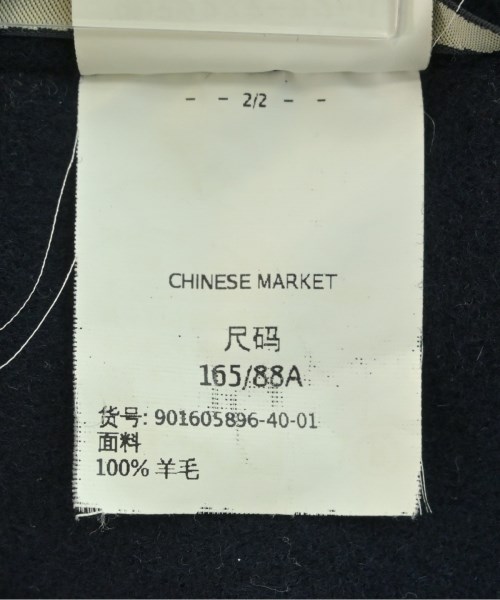 - - 2/2 - -
CHINESE MARKET
尺码
165/88A
货号: 901605896-40-01
面料
100% 羊毛